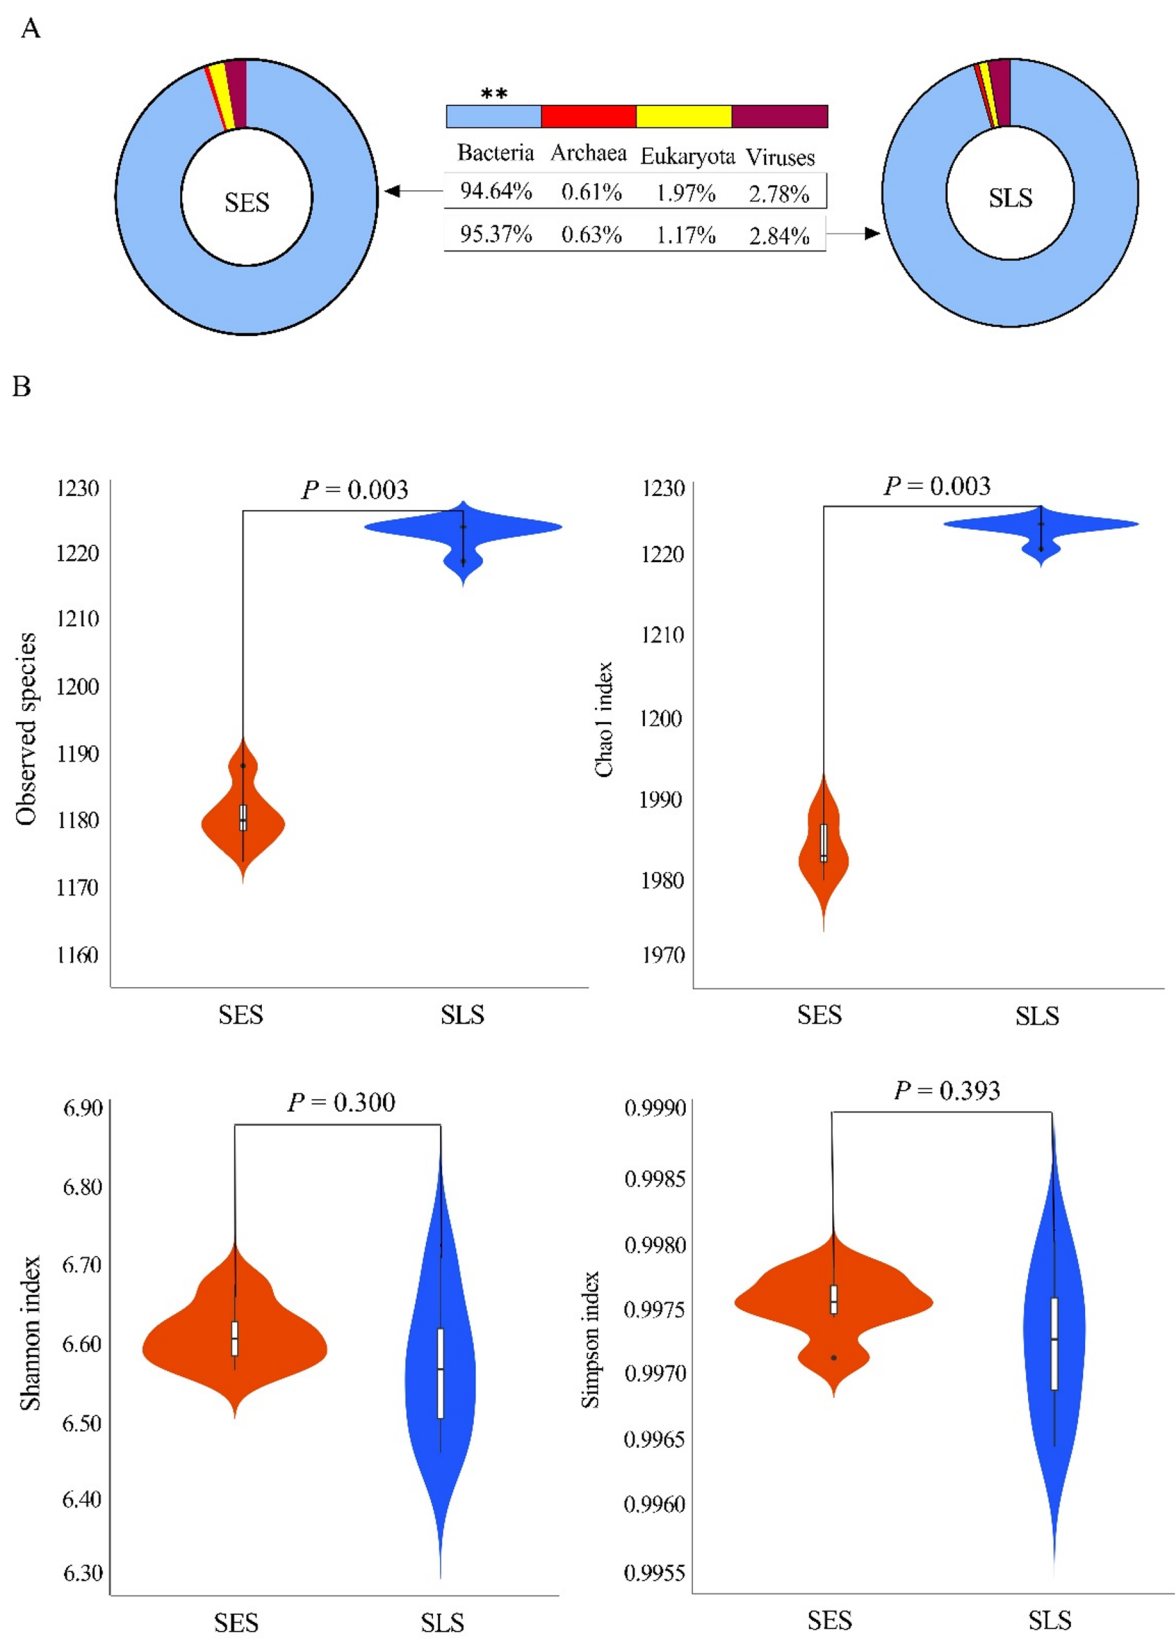 A
**
Bacteria Archaea Eukaryota Viruses
SES
94.64% 0.61% 1.97% 2.78%
SLS
95.37% 0.63% 1.17% 2.84%
B
P = 0.003
1230
1220
1210
1200
1190
1180
1170
1160
Observed species
SES SLS
P = 0.003
1230
1220
1210
1200
1990
1980
1970
Chao1 index
SES SLS
P = 0.300
6.90
6.80
6.70
6.60
6.50
6.40
6.30
Shannon index
SES SLS
P = 0.393
0.9990
0.9985
0.9980
0.9975
0.9970
0.9965
0.9960
0.9955
Simpson index
SES SLS